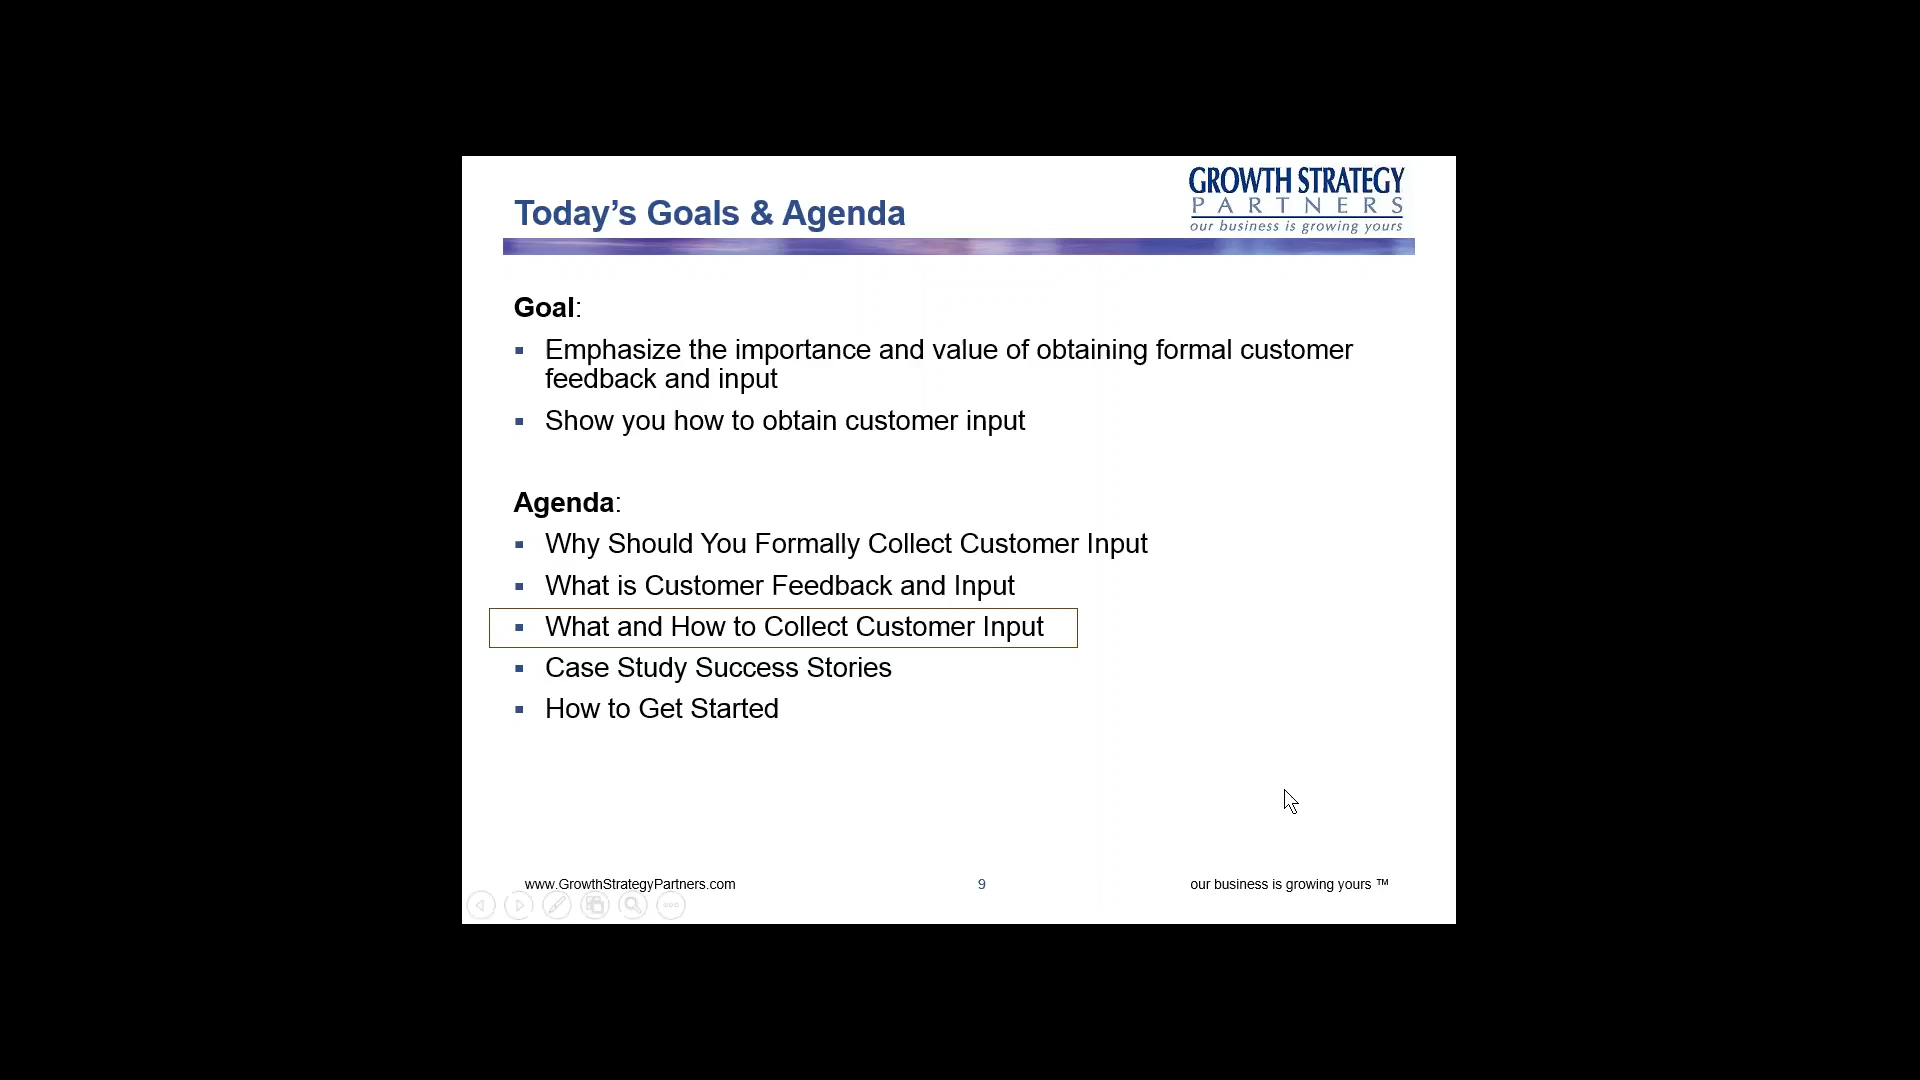 GROWTH STRATEGY
PARTNERS
our business is growing yours
Today’s Goals & Agenda
Goal:
▪ Emphasize the importance and value of obtaining formal customer
feedback and input
▪ Show you how to obtain customer input
Agenda:
▪ Why Should You Formally Collect Customer Input
▪ What is Customer Feedback and Input
▪ What and How to Collect Customer Input
▪ Case Study Success Stories
▪ How to Get Started
www.GrowthStrategyPartners.com
9
our business is growing yours ™